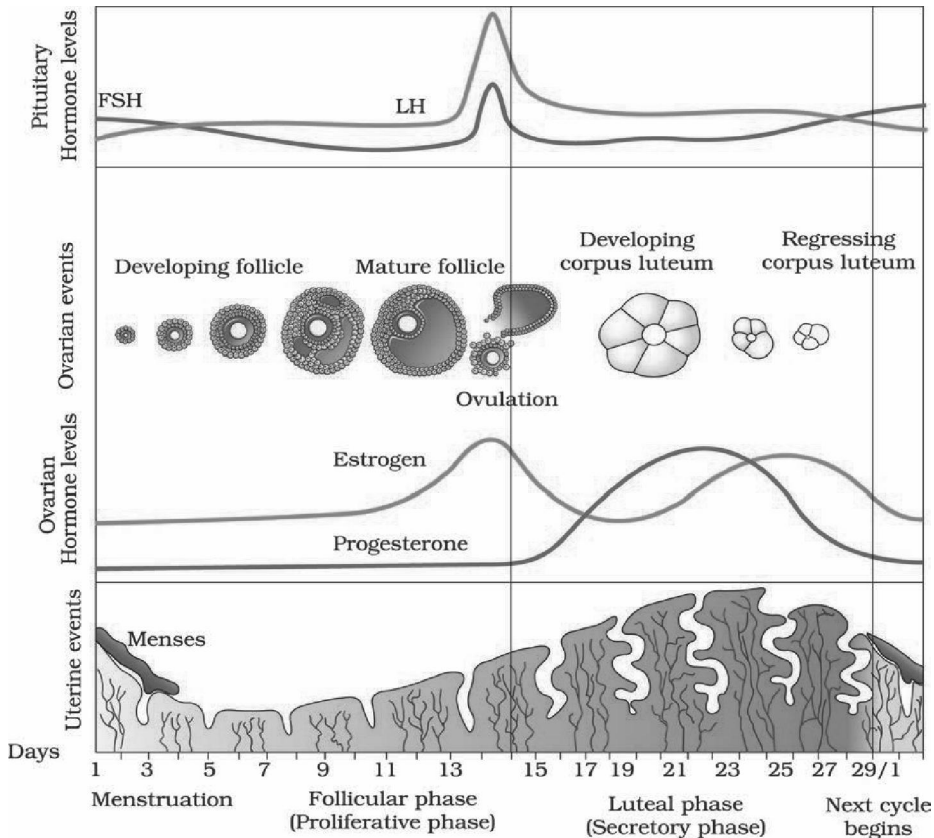 Pituitary
Hormone levels
FSH
LH
Ovarian events
Developing follicle
Mature follicle
Developing
corpus luteum
Regressing
corpus luteum
Ovulation
Ovarian
Hormone levels
Estrogen
Progesterone
Uterine events
Menses
Days
1 3 5 7 9 11 13 15 17 19 21 23 25 27 29/1
Menstruation
Follicular phase
(Proliferative phase)
Luteal phase
(Secretory phase)
Next cycle
begins